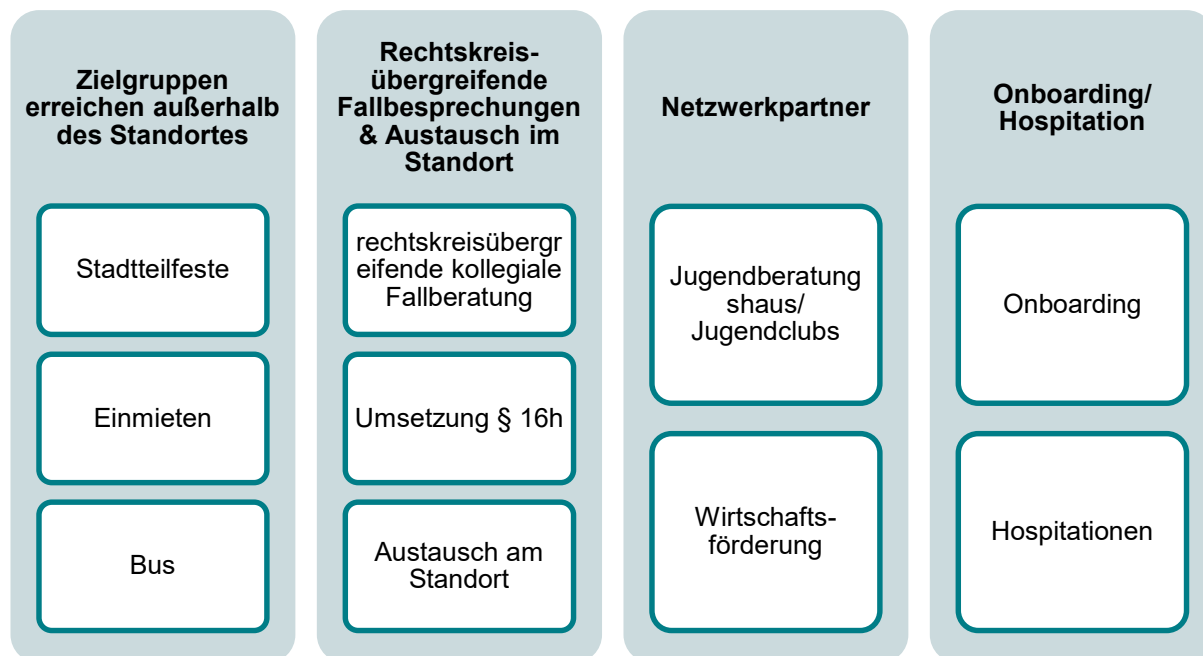 Zielgruppen
erreichen außerhalb
des Standortes
Stadtteilfeste
Einmieten
Bus
Rechtskreis-
übergreifende
Fallbesprechungen
& Austausch im
Standort
rechtskreisübergr
eifende kollegiale
Fallberatung
Umsetzung § 16h
Austausch am
Standort
Netzwerkpartner
Jugendberatung
shaus/
Jugendclubs
Wirtschafts-
förderung
Onboarding/
Hospitation
Onboarding
Hospitationen